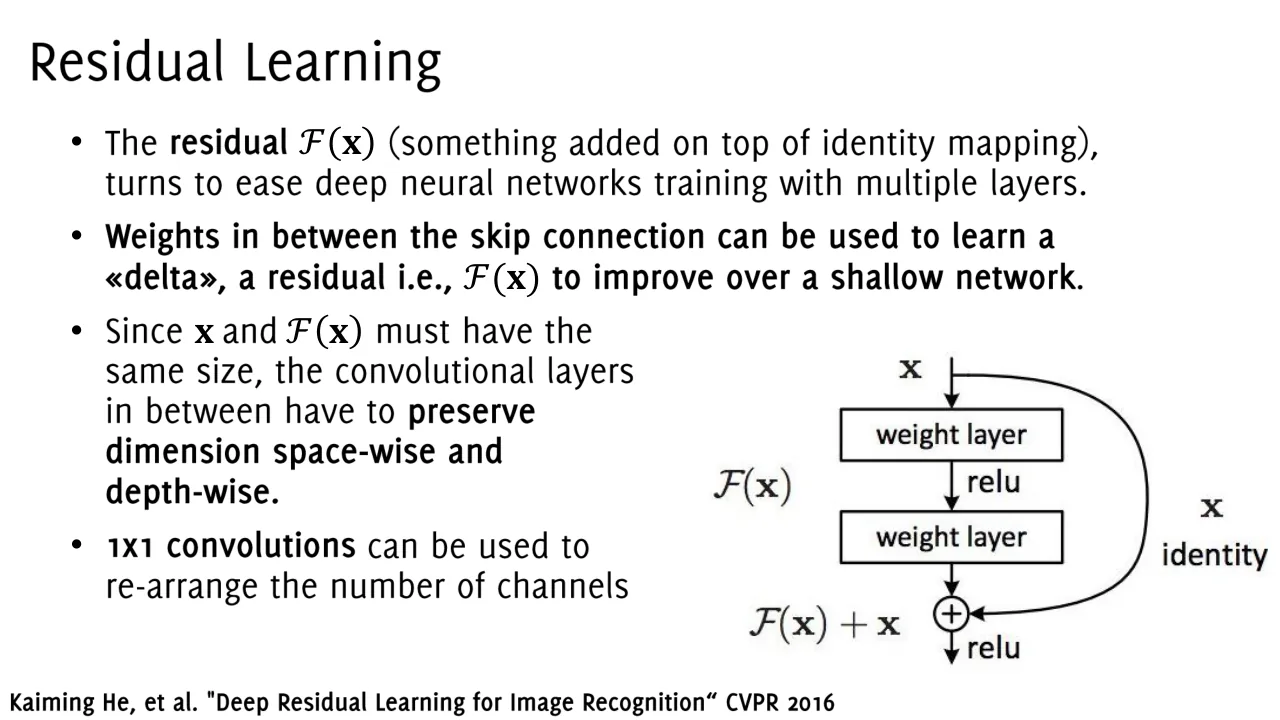 Residual Learning
• The residual ℱ(x) (something added on top of identity mapping),
turns to ease deep neural networks training with multiple layers.
• Weights in between the skip connection can be used to learn a
«delta», a residual i.e., ℱ(x) to improve over a shallow network.
• Since x and ℱ(x) must have the
same size, the convolutional layers
in between have to preserve
dimension space-wise and
depth-wise.
• 1x1 convolutions can be used to
re-arrange the number of channels
x
weight layer
ℱ(x)
relu
weight layer
x
identity
ℱ(x) + x
+
relu
Kaiming He, et al. "Deep Residual Learning for Image Recognition“ CVPR 2016